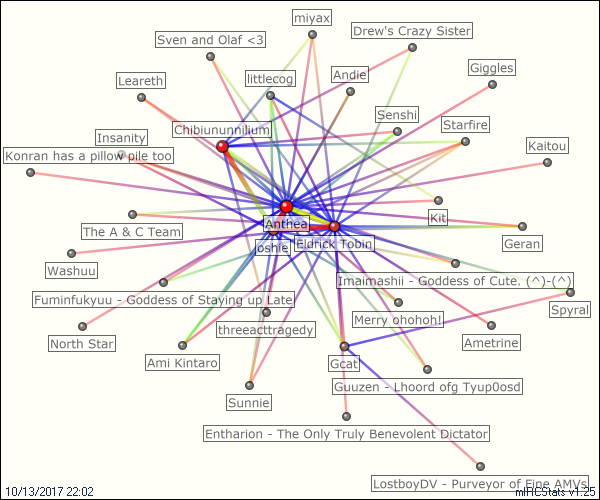 miyax
Drew's Crazy Sister
Sven and Olaf <3
Giggles
Andie
littlecog
Leareth
Senshi
Starfire
Chibiununnilium
Insanity
Kaitou
Konran has a pillow pile too
Kit
Anthea
The A & C Team
Geran
Eldrick Tobin
Joshie
Washuu
Imaimashii - Goddess of Cute. (^)-(^)
Fuminfukyuu - Goddess of Staying up Late
Spyral
Merry ohohoh!
threeacttragedy
Ametrine
North Star
Ami Kintaro
Gcat
Guuzen - Lhoord ofg Tyup0osd
Sunnie
Entharion - The Only Truly Benevolent Dictator
LostboyDV - Purveyor of Fine AMVs
10/13/2017 22:02
mIRCStats v1.25